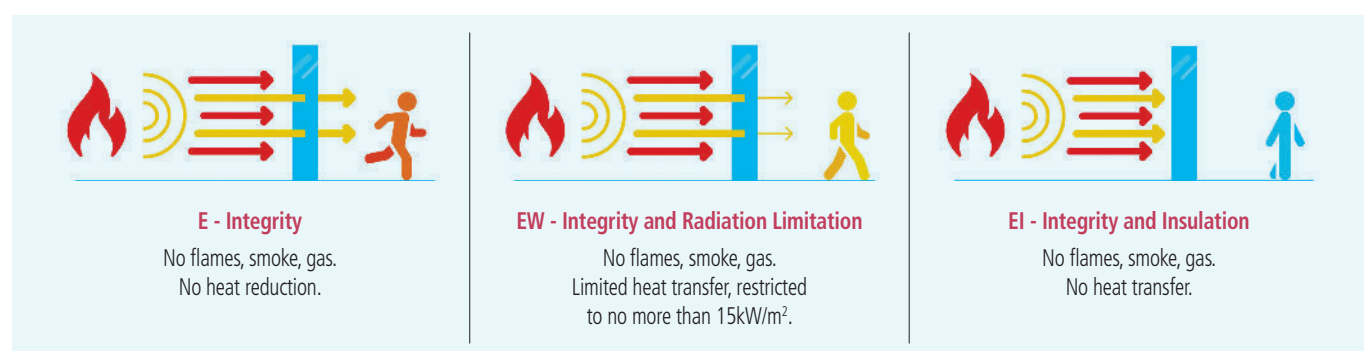 E - Integrity
No flames, smoke, gas.
No heat reduction.
EW - Integrity and Radiation Limitation
No flames, smoke, gas.
Limited heat transfer, restricted
to no more than 15kW/m².
EI - Integrity and Insulation
No flames, smoke, gas.
No heat transfer.